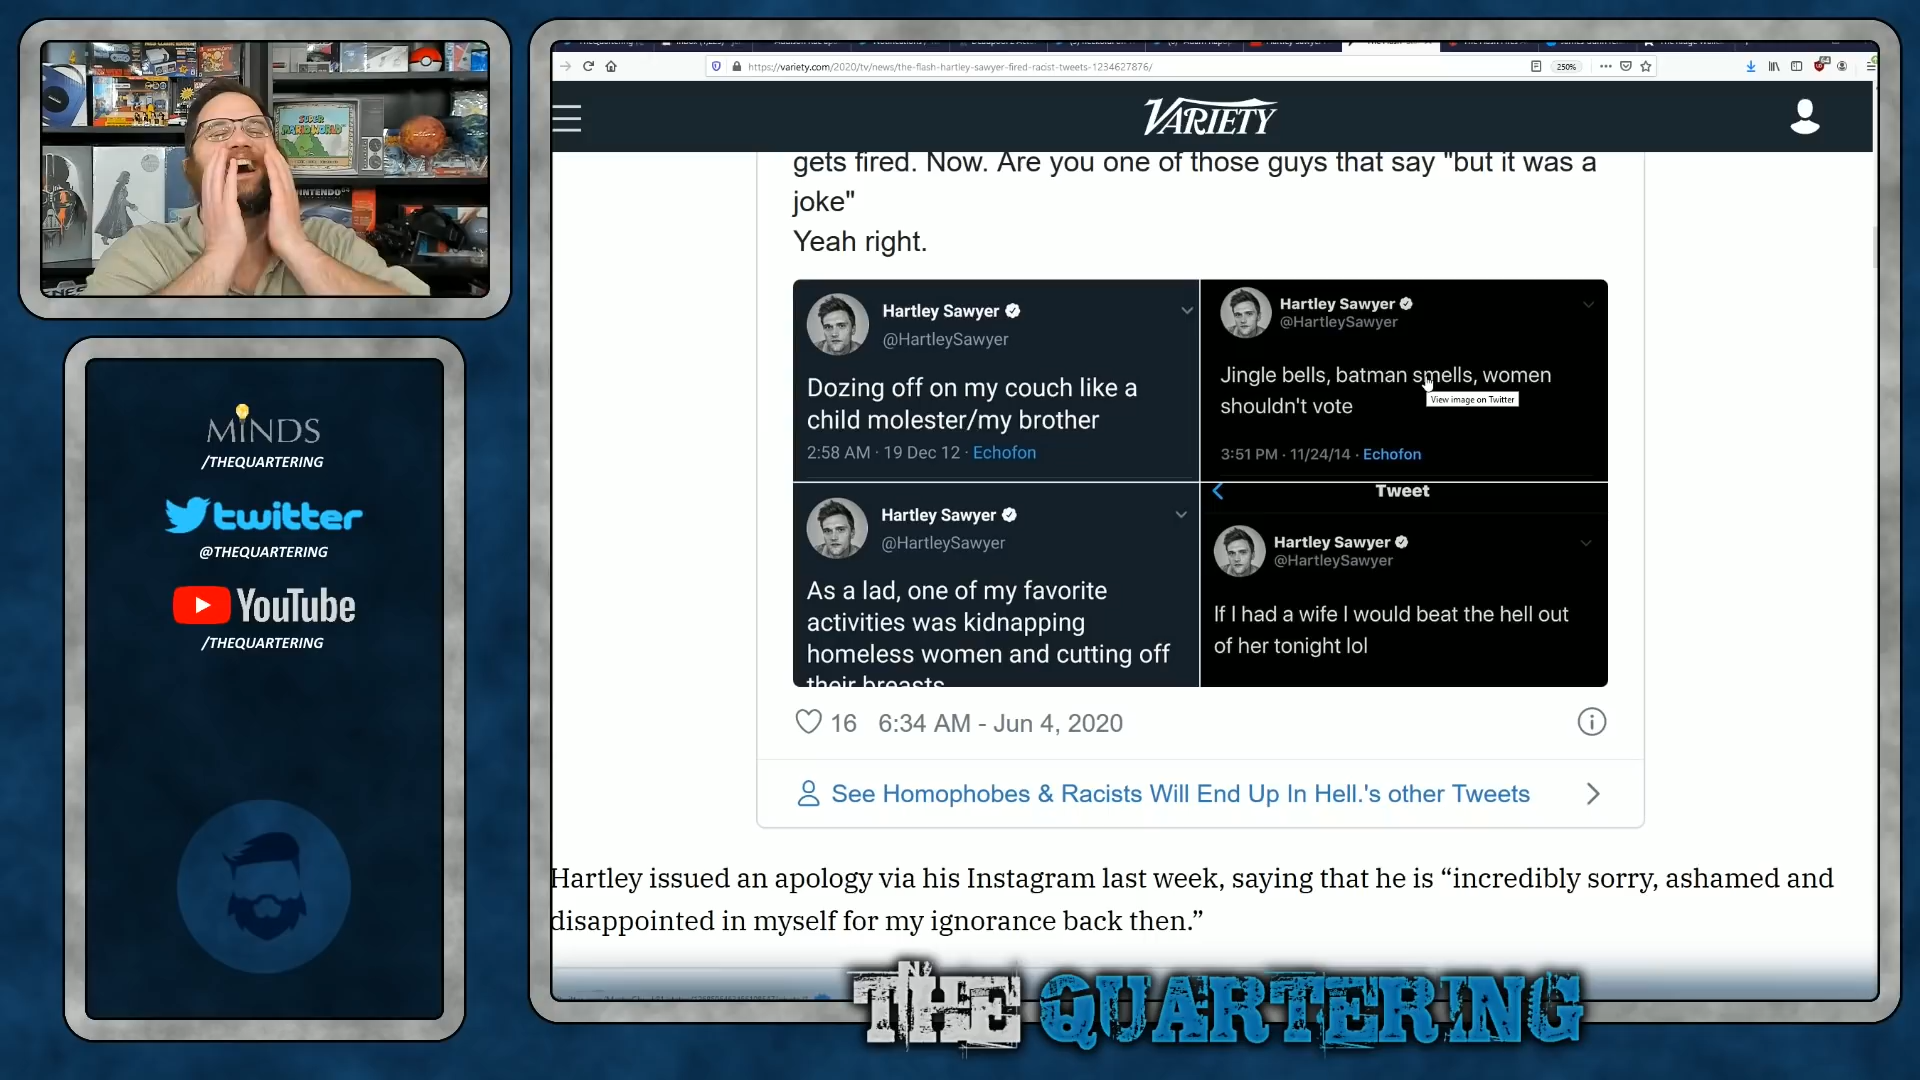 https://variety.com/2020/tv/news/the-flash-hartley-sawyer-fired-racist-tweets-1234627876/
250%
VARIETY
gets fired. Now. Are you one of those guys that say "but it was a
joke"
Yeah right.
Hartley Sawyer
@HartleySawyer
Dozing off on my couch like a
child molester/my brother
2:58 AM · 19 Dec 12 · Echofon
Hartley Sawyer
@HartleySawyer
Jingle bells, batman smells, women
shouldn't vote
View image on Twitter
3:51 PM · 11/24/14 · Echofon
Hartley Sawyer
@HartleySawyer
As a lad, one of my favorite
activities was kidnapping
homeless women and cutting off
their breasts
Tweet
Hartley Sawyer
@HartleySawyer
If I had a wife I would beat the hell out
of her tonight lol
16 6:34 AM - Jun 4, 2020
See Homophobes & Racists Will End Up In Hell.'s other Tweets
Hartley issued an apology via his Instagram last week, saying that he is “incredibly sorry, ashamed and
disappointed in myself for my ignorance back then.”
THE QUARTERING
SUPER
MARIO WORLD
NINTENDO
MINDS
/THEQUARTERING
twitter
@THEQUARTERING
YouTube
/THEQUARTERING